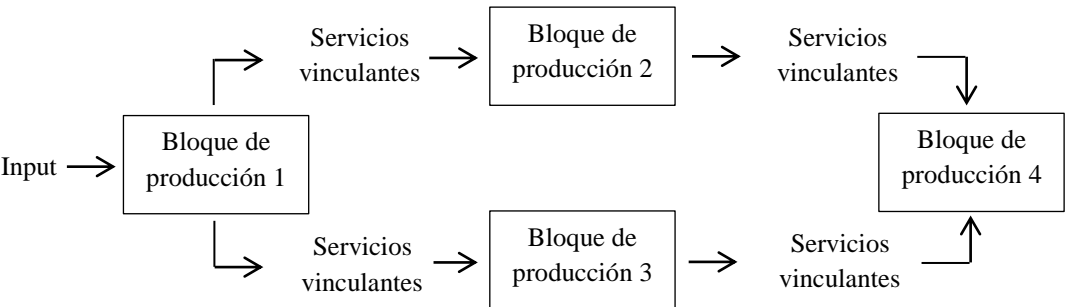 Servicios
vinculantes
Bloque de
producción 2
Servicios
vinculantes
Input
Bloque de
producción 1
Bloque de
producción 4
Servicios
vinculantes
Bloque de
producción 3
Servicios
vinculantes